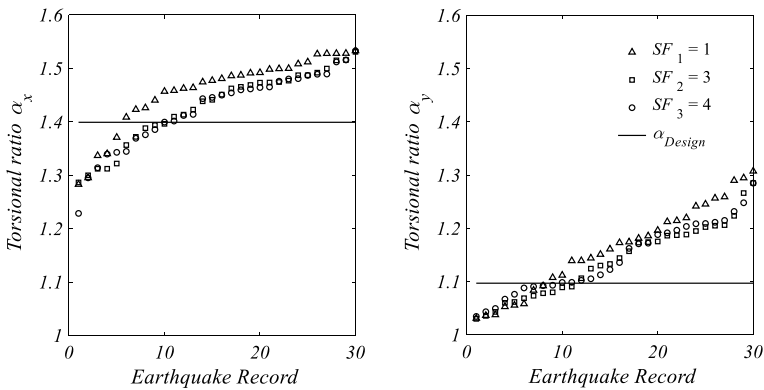 1.6
1.5
1.4
1.3
1.2
1.1
1
Torsional ratio αx
0 10 20 30
Earthquake Record
1.6
1.5
1.4
1.3
1.2
1.1
1
Torsional ratio αy
0 10 20 30
Earthquake Record
SF1 = 1
SF2 = 3
SF3 = 4
αDesign